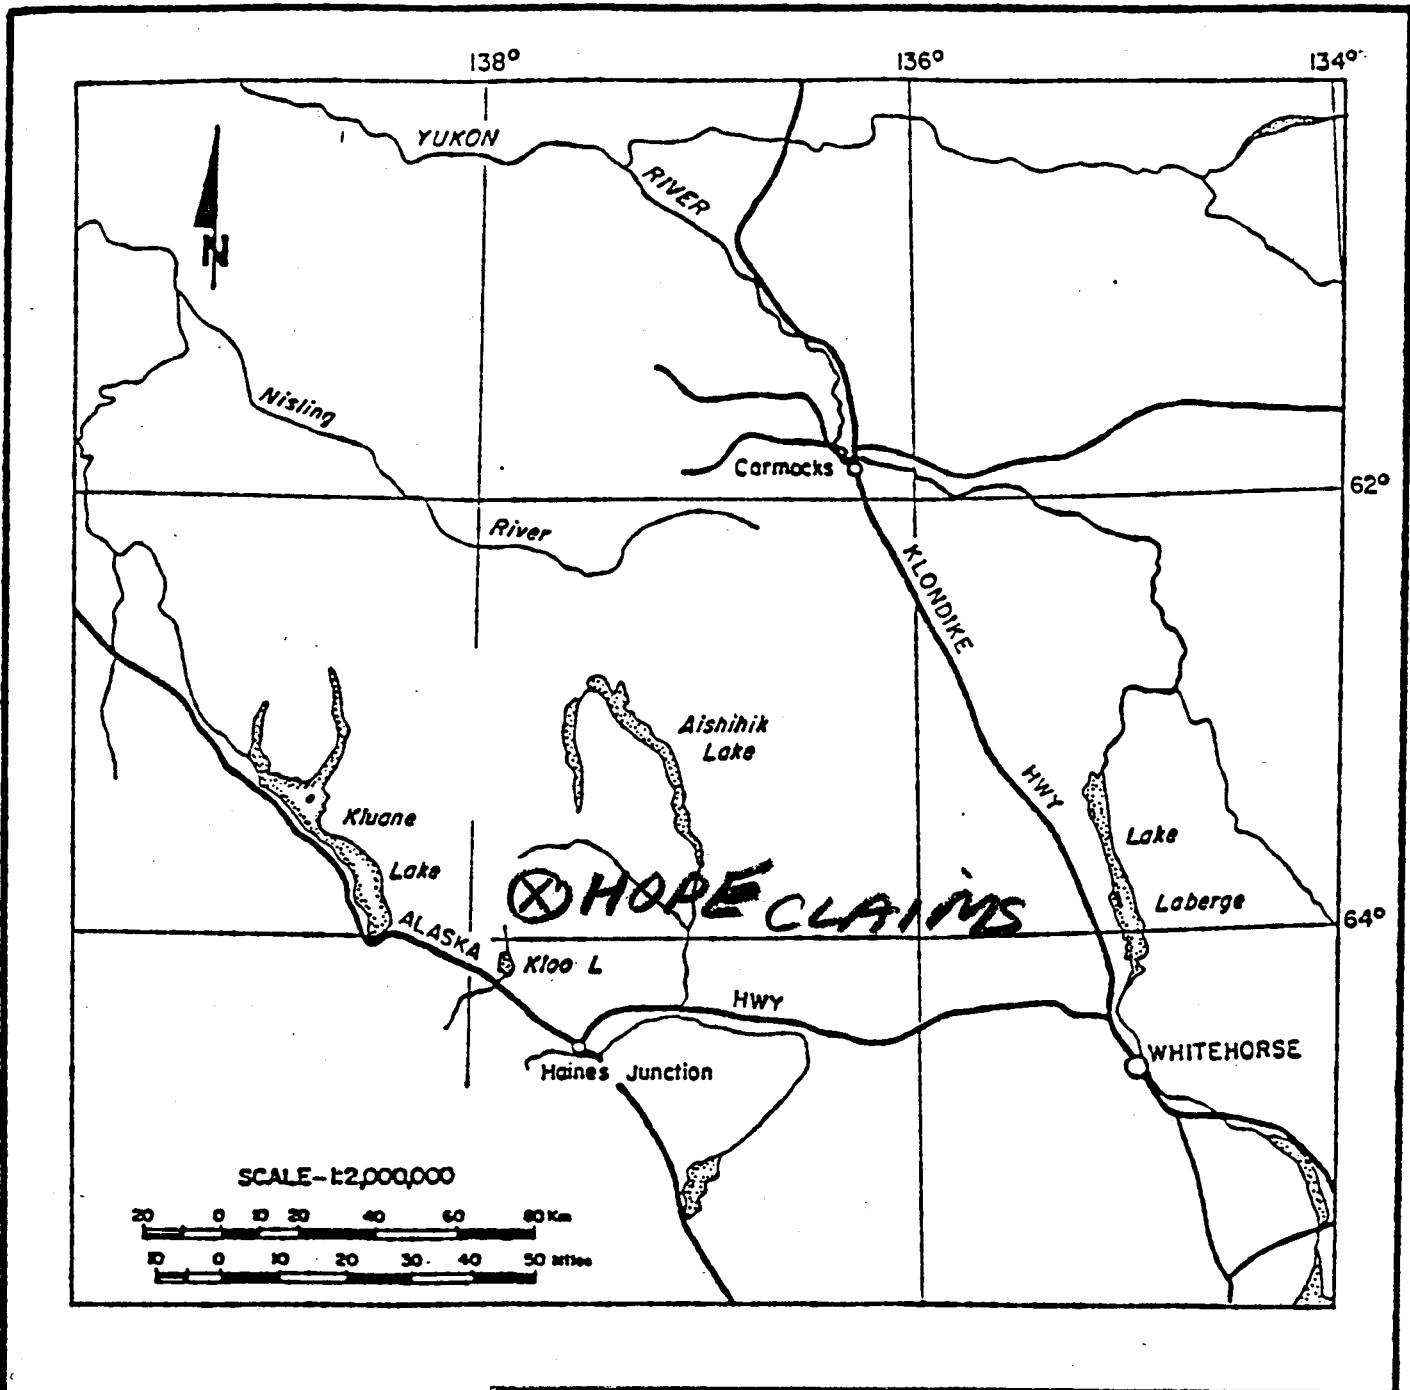 138° 136° 134°
YUKON
RIVER
N
Nisling
Carmacks
62°
River
KLONDIKE
Aishihik
Lake
HWY
Kluane
Lake
Lake
Laberge
HOPE CLAIMS
ALASKA
64°
Kloo L
HWY
WHITEHORSE
Haines Junction
SCALE-1:2,000,000
20 0 10 20 40 60 80 Km
10 0 10 20 30 40 50 Miles